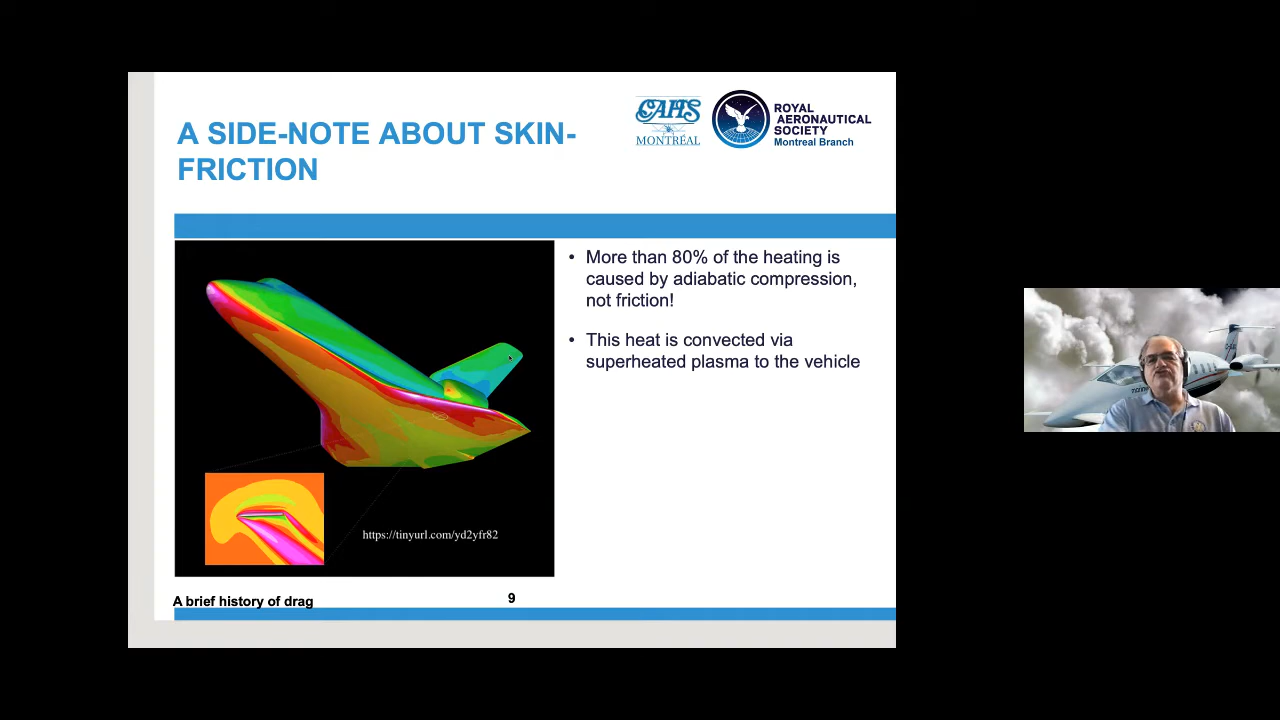 A SIDE-NOTE ABOUT SKIN-
FRICTION
CAHS
MONTRÉAL
ROYAL
AERONAUTICAL
SOCIETY
Montreal Branch
• More than 80% of the heating is
caused by adiabatic compression,
not friction!
• This heat is convected via
superheated plasma to the vehicle
https://tinyurl.com/yd2yfr82
A brief history of drag
9